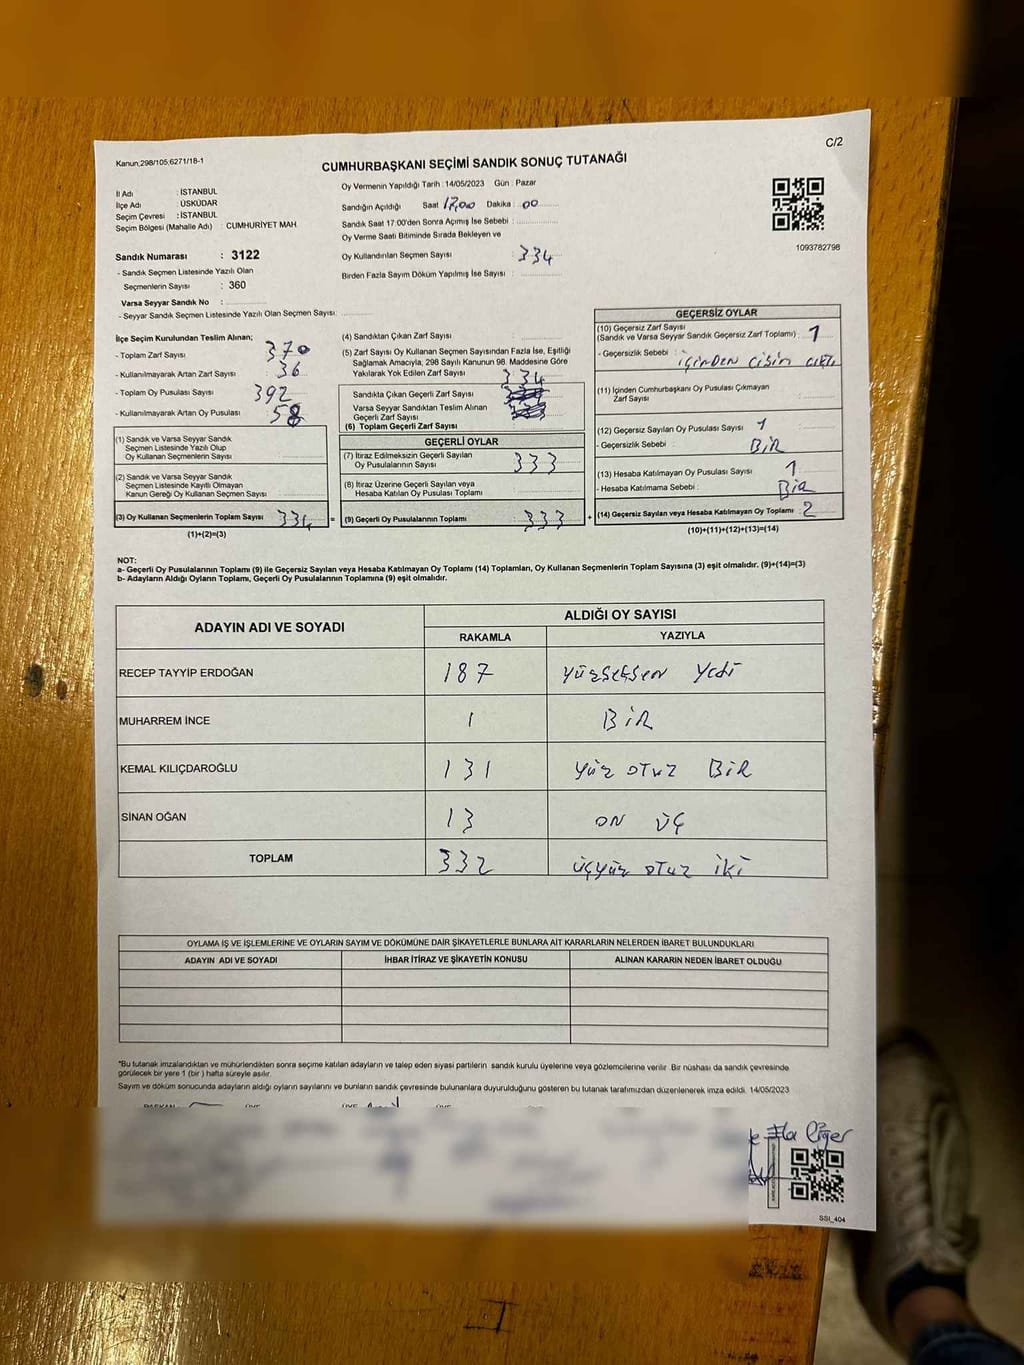 C/2
Kanun,298/105;6271/18-1
CUMHURBAŞKANI SEÇİMİ SANDIK SONUÇ TUTANAĞI
İl Adı : İSTANBUL
İlçe Adı : ÜSKÜDAR
Seçim Çevresi : İSTANBUL
Seçim Bölgesi (Mahalle Adı) : CUMHURİYET MAH
Sandık Numarası : 3122
- Sandık Seçmen Listesinde Yazılı Olan
Seçmenlerin Sayısı : 360
Varsa Seyyar Sandık No :
- Seyyar Sandık Seçmen Listesinde Yazılı Olan Seçmen Sayısı:
Oy Vermenin Yapıldığı Tarih : 14/05/2023 Gün : Pazar
Sandığın Açıldığı Saat 17,00 Dakika : 00
Sandık Saat 17:00'den Sonra Açımış İse Sebebi :
Oy Verme Saati Bitiminde Sırada Bekleyen ve
Oy Kullandırılan Seçmen Sayısı : 334
Birden Fazla Sayım Döküm Yapılmış İse Sayısı :
1093782798
İlçe Seçim Kurulundan Teslim Alınan;
- Toplam Zarf Sayısı : 370
- Kullanılmayarak Artan Zarf Sayısı : 36
- Toplam Oy Pusulası Sayısı : 392
- Kullanılmayarak Artan Oy Pusulası : 58
(1) Sandık ve Varsa Seyyar Sandık
Seçmen Listesinde Yazılı Olup
Oy Kullanan Seçmenlerin Sayısı :
(2) Sandık ve Varsa Seyyar Sandık
Seçmen Listesinde Kayıtlı Olmayan
Kanun Gereği Oy Kullanan Seçmen Sayısı :
(3) Oy Kullanan Seçmenlerin Toplam Sayısı : 334 =
(1)+(2)=(3)
(4) Sandıktan Çıkan Zarf Sayısı :
(5) Zarf Sayısı Oy Kullanan Seçmen Sayısından Fazla İse, Eşitliği
Sağlamak Amacıyla, 298 Sayılı Kanunun 98. Maddesine Göre
Yakılarak Yok Edilen Zarf Sayısı :
334
Sandıkta Çıkan Geçerli Zarf Sayısı :
Varsa Seyyar Sandıktan Teslim Alınan
Geçerli Zarf Sayısı :
(6) Toplam Geçerli Zarf Sayısı :
GEÇERLİ OYLAR
(7) İtiraz Edilmeksizin Geçerli Sayılan
Oy Pusulalarının Sayısı : 333
(8) İtiraz Üzerine Geçerli Sayılan veya
Hesaba Katılan Oy Pusulası Toplamı :
(9) Geçerli Oy Pusulalarının Toplamı : 333 +
GEÇERSİZ OYLAR
(10) Geçersiz Zarf Sayısı
(Sandık ve Varsa Seyyar Sandık Geçersiz Zarf Toplamı) : 1
- Geçersizlik Sebebi : İÇİNDEN CİSİM ÇIKTI
(11) İçinden Cumhurbaşkanı Oy Pusulası Çıkmayan
Zarf Sayısı :
(12) Geçersiz Sayılan Oy Pusulası Sayısı : 1
- Geçersizlik Sebebi : BİR
(13) Hesaba Katılmayan Oy Pusulası Sayısı : 1
- Hesaba Katılmama Sebebi : BİR
(14) Geçersiz Sayılan veya Hesaba Katılmayan Oy Toplamı : 2
(10)+(11)+(12)+(13)=(14)
NOT:
a- Geçerli Oy Pusulalarının Toplamı (9) ile Geçersiz Sayılan veya Hesaba Katılmayan Oy Toplamı (14) Toplamları, Oy Kullanan Seçmenlerin Toplam Sayısına (3) eşit olmalıdır. (9)+(14)=(3)
b- Adayların Aldığı Oyların Toplamı, Geçerli Oy Pusulalarının Toplamına (9) eşit olmalıdır.
ADAYIN ADI VE SOYADI
ALDIĞI OY SAYISI
RAKAMLA YAZIYLA
RECEP TAYYİP ERDOĞAN 187 YÜZSEKSEN YEDİ
MUHARREM İNCE 1 BİR
KEMAL KILIÇDAROĞLU 131 YÜZ OTUZ BİR
SİNAN OĞAN 13 ON ÜÇ
TOPLAM 332 ÜÇYÜZ OTUZ İKİ
OYLAMA İŞ VE İŞLEMLERİNE VE OYLARIN SAYIM VE DÖKÜMÜNE DAİR ŞİKAYETLERLE BUNLARA AİT KARARLARIN NELERDEN İBARET BULUNDUKLARI
ADAYIN ADI VE SOYADI İHBAR İTİRAZ VE ŞİKAYETİN KONUSU ALINAN KARARIN NEDEN İBARET OLDUĞU
*Bu tutanak imzalandıktan ve mühürlendikten sonra seçime katılan adayların ve talep eden siyasi partilerin sandık kurulu üyelerine veya gözlemcilerine verilir. Bir nüshası da sandık çevresinde
görülecek bir yere 1 (bir) hafta süreyle asılır.
Sayım ve döküm sonucunda adayların aldığı oyların sayılarını ve bunların sandık çevresinde bulunanlara duyurulduğunu gösteren bu tutanak tarafımızdan düzenlenerek imza edildi. 14/05/2023
SSI_404